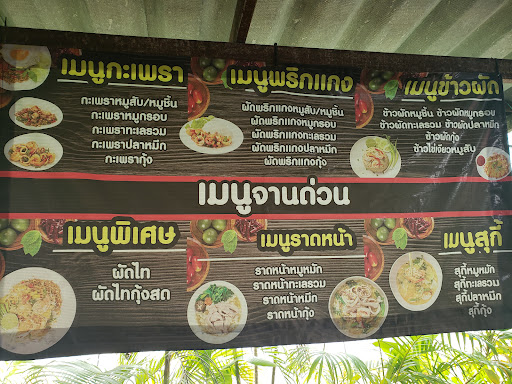 เมนูกะเพรา
กะเพราหมูสับ/หมูชิ้น
กะเพราหมูกรอบ
กะเพราทะเลรวม
กะเพราปลาหมึก
กะเพรากุ้ง
เมนูพริกแกง
ผัดพริกแกงหมูสับ/หมูชิ้น
ผัดพริกแกงหมูกรอบ
ผัดพริกแกงทะเลรวม
ผัดพริกแกงปลาหมึก
ผัดพริกแกงกุ้ง
เมนูข้าวผัด
ข้าวผัดหมูชิ้น ข้าวผัดหมูกรอบ
ข้าวผัดทะเลรวม ข้าวผัดปลาหมึก
ข้าวผัดกุ้ง
ข้าวไข่เจียวหมูสับ
เมนูจานด่วน
เมนูพิเศษ
ผัดไท
ผัดไทกุ้งสด
เมนูราดหน้า
ราดหน้าหมูหมัก
ราดหน้าทะเลรวม
ราดหน้าหมึก
ราดหน้ากุ้ง
เมนูสุกี้
สุกี้หมูหมัก
สุกี้ทะเลรวม
สุกี้ปลาหมึก
สุกี้กุ้ง